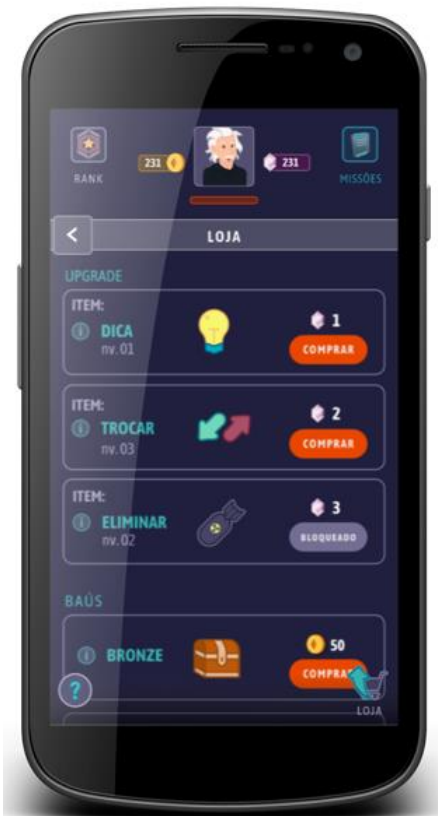 231
231
RANK
MISSÕES
<
LOJA
UPGRADE
ITEM:
DICA
nv.01
1
COMPRAR
ITEM:
TROCAR
nv.03
2
COMPRAR
ITEM:
ELIMINAR
nv.02
3
BLOQUEADO
BAÚS
BRONZE
50
COMPRAR
?
LOJA